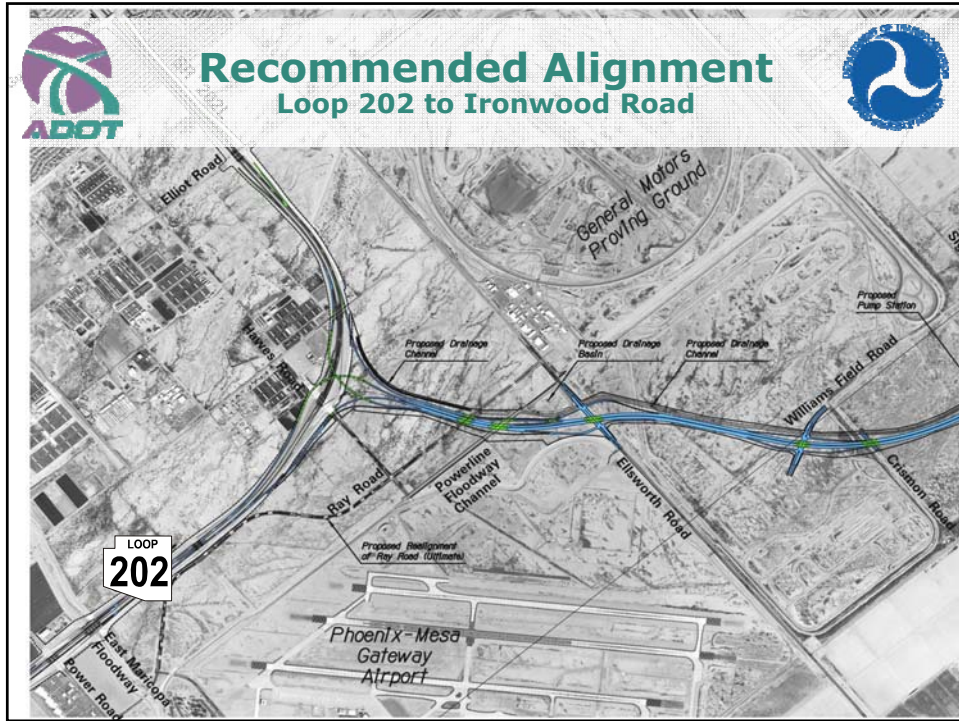 Recommended Alignment
Loop 202 to Ironwood Road
ADOT
Elliot Road
General Motors
Proving Ground
Proposed
Pump Station
Hawes
Road
Proposed Drainage
Channel
Proposed Drainage
Basin
Proposed Drainage
Channel
Williams Field Road
Ray Road
Powerline
Floodway
Channel
Ellsworth Road
Crismon Road
Proposed Realignment
of Ray Road (Ultimate)
LOOP
202
Phoenix-Mesa
Gateway
Airport
East Maricopa
Floodway
Power Road